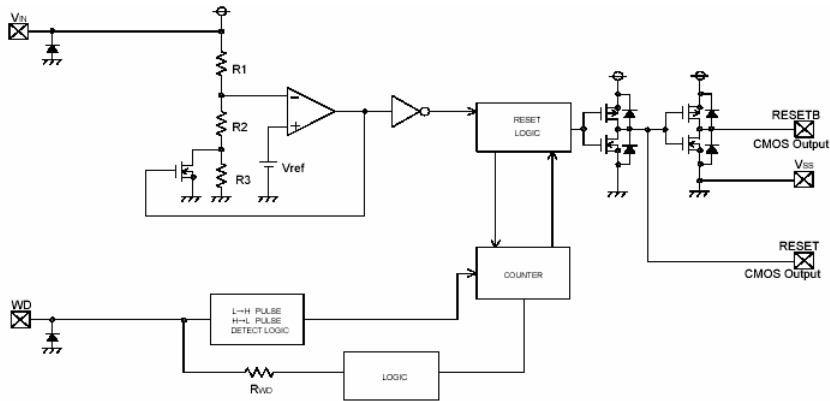 VIN
R1
R2
R3
Vref
RESET
LOGIC
RESETB
CMOS Output
VSS
RESET
CMOS Output
COUNTER
WD
L→H PULSE
H→L PULSE
DETECT LOGIC
RWD
LOGIC